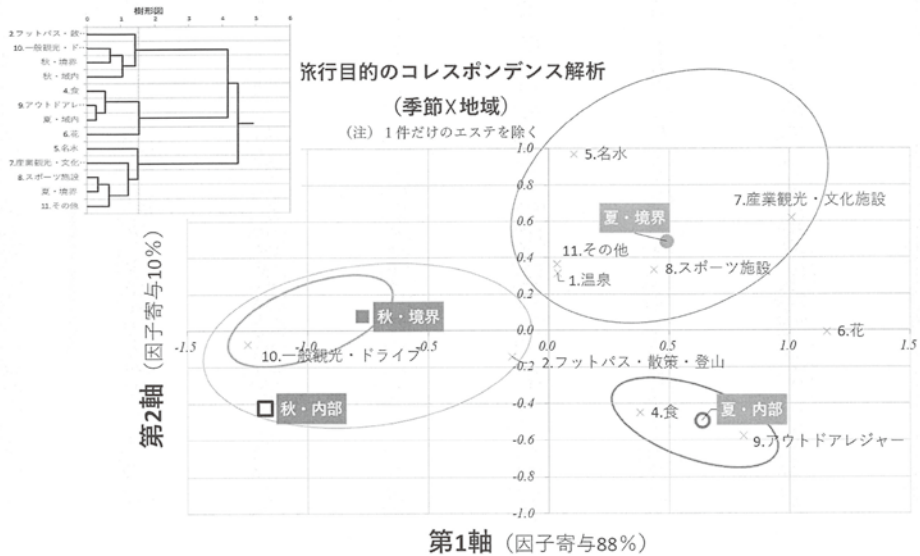 樹形図
0 1 2 3 4 5 6
2.フットパス・散…
10.一般観光・ド…
秋・境界
秋・域内
4.食
9.アウトドアレ…
夏・域内
6.花
5.名水
7.産業観光・文化…
8.スポーツ施設
夏・境界
11.その他
旅行目的のコレスポンデンス解析
(季節X地域)
(注)1件だけのエステを除く
1.0
5.名水
0.8
7.産業観光・文化施設
0.6
夏・境界
0.4
11.その他
8.スポーツ施設
1.温泉
0.2
秋・境界
0.0
6.花
-1.5 -1.0 -0.5 0.0 0.5 1.0 1.5
10.一般観光・ドライブ
2.フットパス・散策・登山
-0.2
秋・内部
-0.4
4.食
夏・内部
-0.6
9.アウトドアレジャー
-0.8
-1.0
第2軸(因子寄与10%)
第1軸(因子寄与88%)